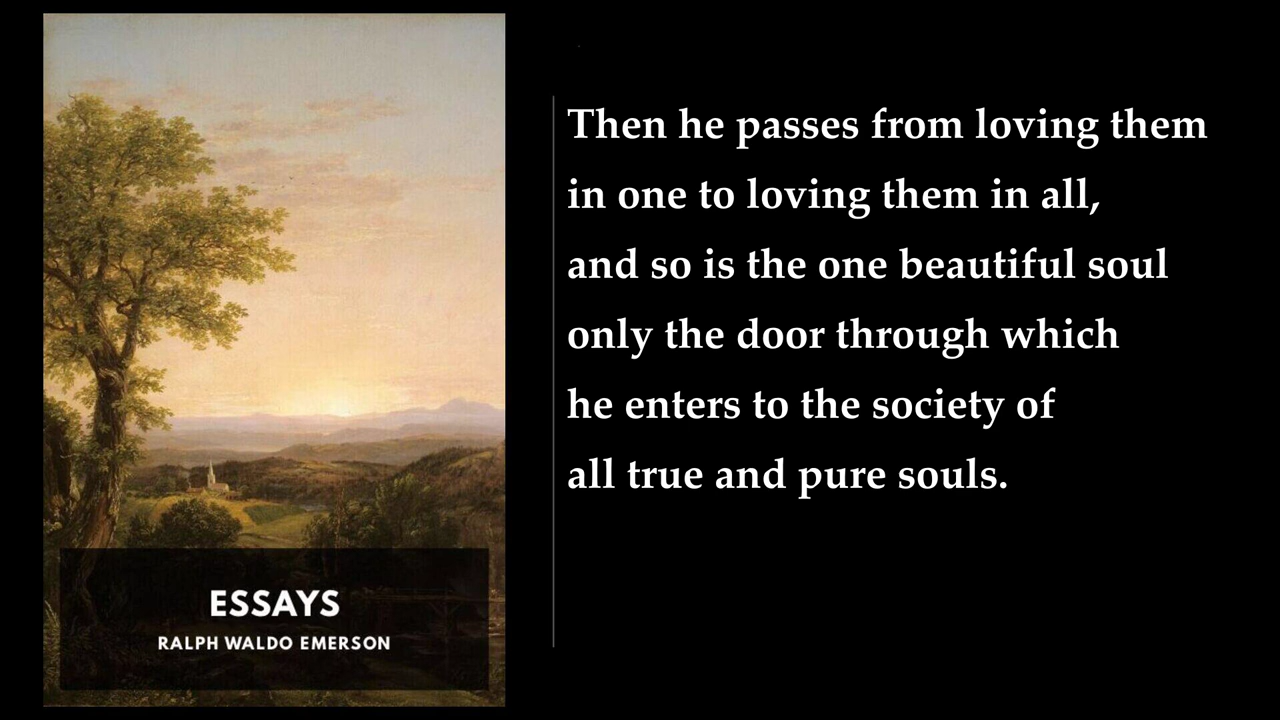 ESSAYS
RALPH WALDO EMERSON
Then he passes from loving them
in one to loving them in all,
and so is the one beautiful soul
only the door through which
he enters to the society of
all true and pure souls.